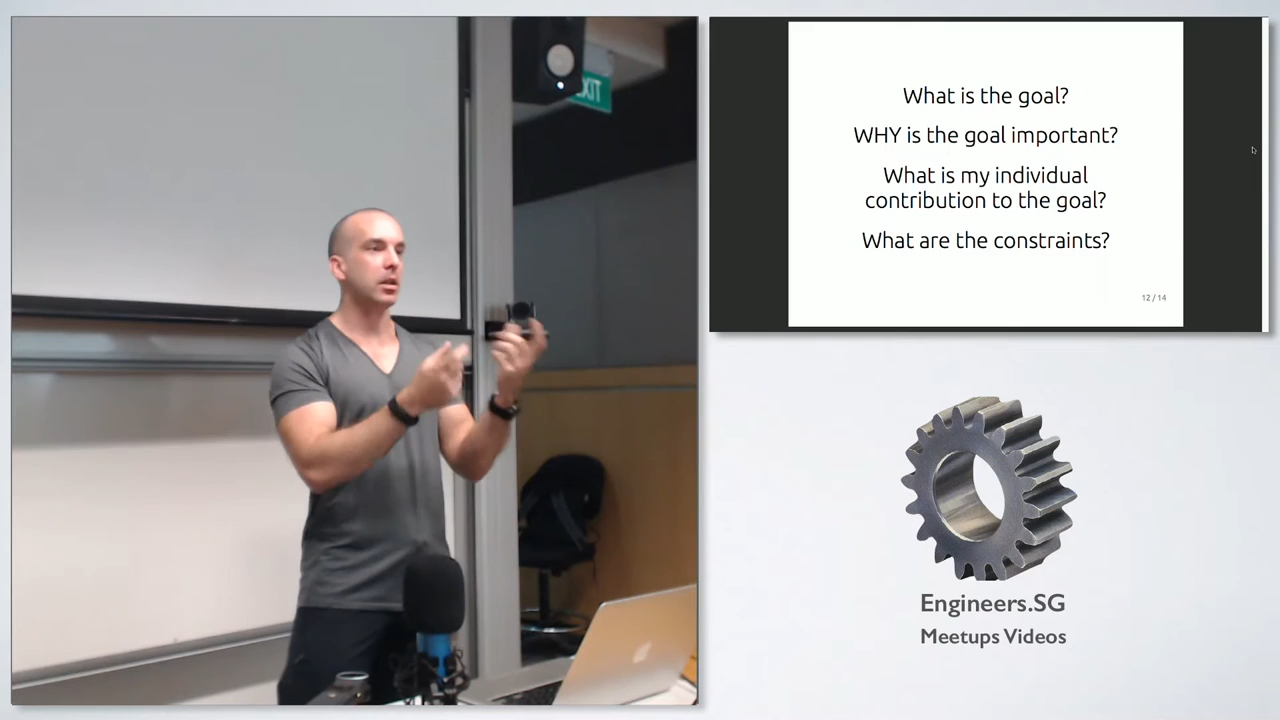 EXIT
What is the goal?
WHY is the goal important?
What is my individual
contribution to the goal?
What are the constraints?
12 / 14
Engineers.SG
Meetups Videos